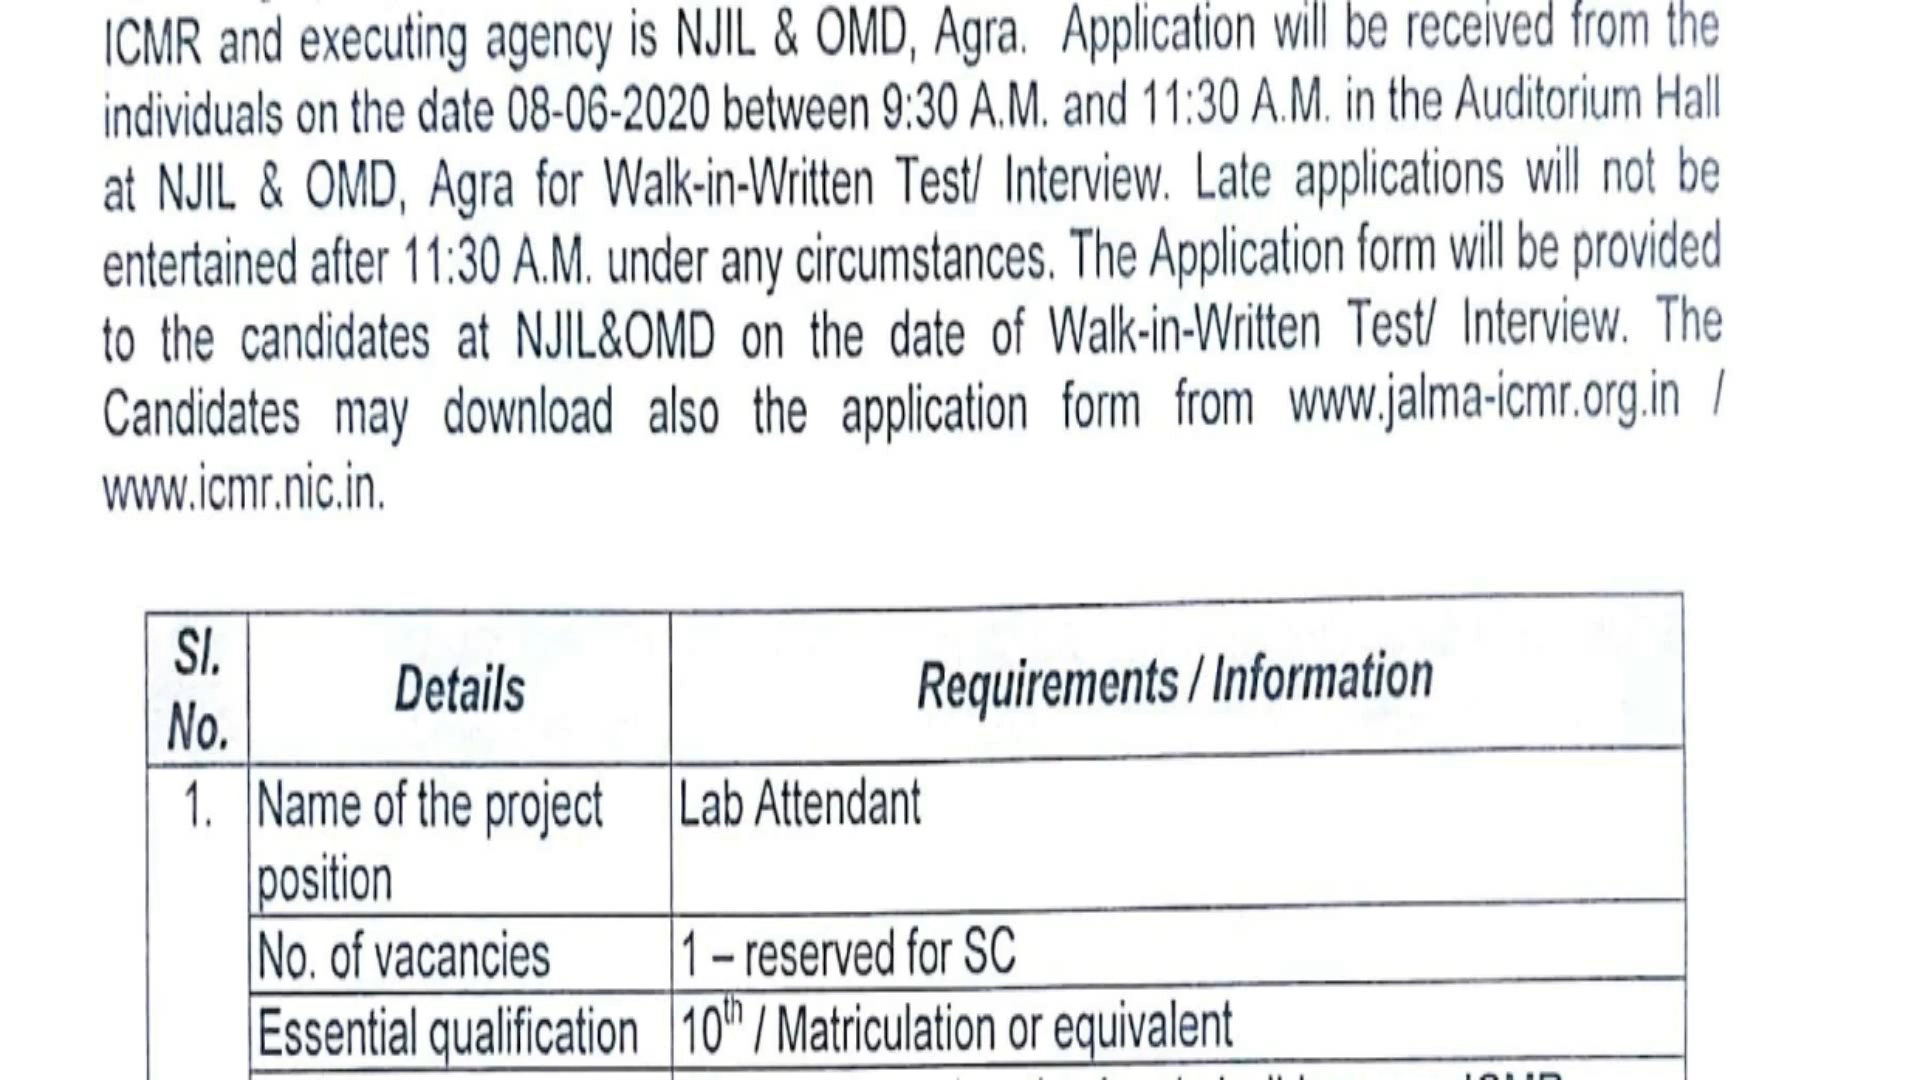 ICMR and executing agency is NJIL & OMD, Agra. Application will be received from the
individuals on the date 08-06-2020 between 9:30 A.M. and 11:30 A.M. in the Auditorium Hall
at NJIL & OMD, Agra for Walk-in-Written Test/ Interview. Late applications will not be
entertained after 11:30 A.M. under any circumstances. The Application form will be provided
to the candidates at NJIL&OMD on the date of Walk-in-Written Test/ Interview. The
Candidates may download also the application form from www.jalma-icmr.org.in /
www.icmr.nic.in.
Sl. No. Details Requirements / Information
1. Name of the project position Lab Attendant
No. of vacancies 1 – reserved for SC
Essential qualification 10th / Matriculation or equivalent